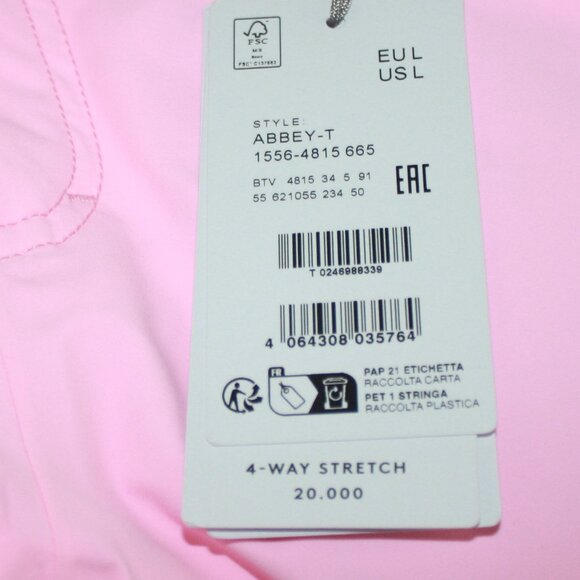 FSC
EU L
US L
STYLE:
ABBEY-T
1556-4815 665
BTV 4815 34 5 91
55 621055 234 50
EAC
T 0246988339
4 064308 035764
FR
PAP 21 ETICHETTA
RACCOLTA CARTA
PET 1 STRINGA
RACCOLTA PLASTICA
4-WAY STRETCH
20.000